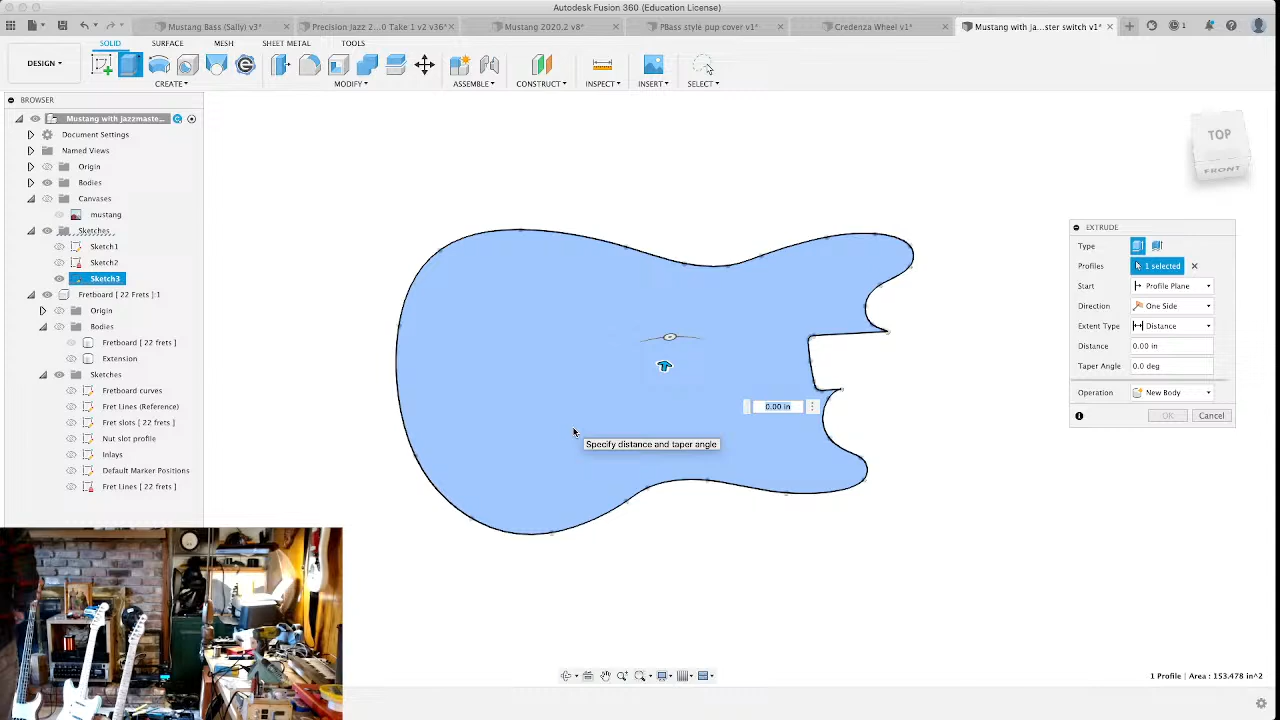 Autodesk Fusion 360 (Education License)
Mustang Bass (Sally) v3*
Precision Jazz 2...0 Take 1 v2 v36*
Mustang 2020.2 v8*
PBass style pup cover v1*
Credenza Wheel v1*
Mustang with ja...ster switch v1*
1
SOLID
SURFACE
MESH
SHEET METAL
TOOLS
DESIGN
CREATE
MODIFY
ASSEMBLE
CONSTRUCT
INSPECT
INSERT
SELECT
BROWSER
Mustang with jazzmaste...
Document Settings
Named Views
Origin
Bodies
Canvases
mustang
Sketches
Sketch1
Sketch2
Sketch3
Fretboard [ 22 Frets ]:1
Origin
Bodies
Fretboard [ 22 frets ]
Extension
Sketches
Fretboard curves
Fret Lines (Reference)
Fret slots [ 22 frets ]
Nut slot profile
Inlays
Default Marker Positions
Fret Lines [ 22 frets ]
TOP
FRONT
0.00 in
Specify distance and taper angle
EXTRUDE
Type
Profiles
1 selected
Start
Profile Plane
Direction
One Side
Extent Type
Distance
Distance
0.00 in
Taper Angle
0.0 deg
Operation
New Body
OK
Cancel
1 Profile | Area : 153.478 in^2